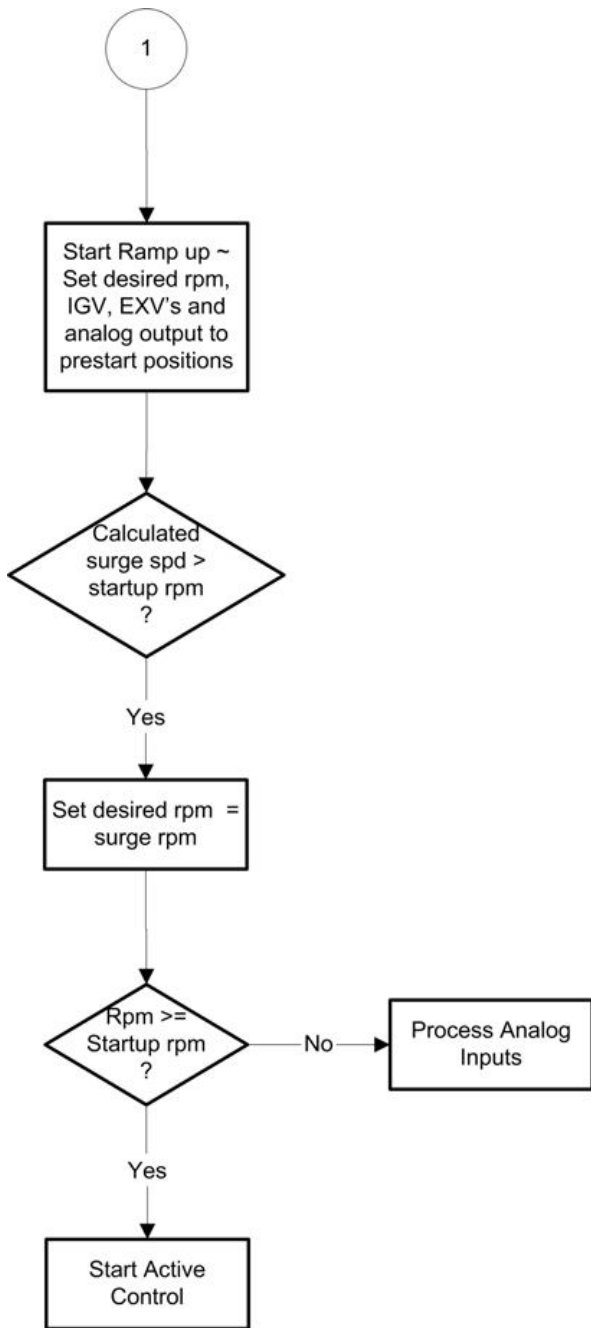 1
Start Ramp up ~
Set desired rpm,
IGV, EXV's and
analog output to
prestart positions
Calculated
surge spd >
startup rpm
?
Yes
Set desired rpm =
surge rpm
Rpm >=
Startup rpm
?
No
Process Analog
Inputs
Yes
Start Active
Control